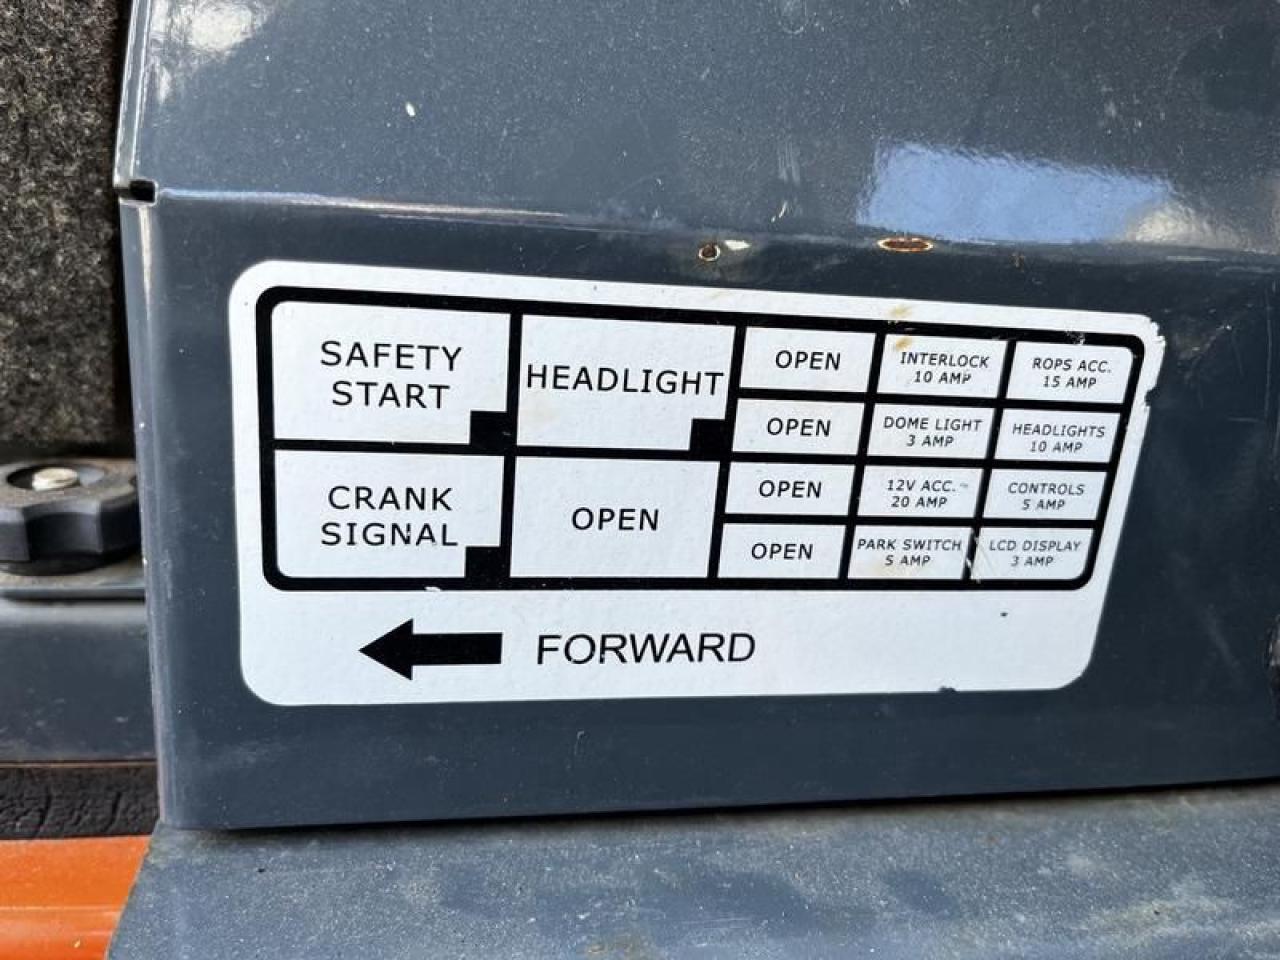 SAFETY
START
HEADLIGHT
CRANK
SIGNAL
OPEN
OPEN
INTERLOCK
10 AMP
ROPS ACC.
15 AMP
OPEN
DOME LIGHT
3 AMP
HEADLIGHTS
10 AMP
OPEN
12V ACC.
20 AMP
CONTROLS
5 AMP
OPEN
PARK SWITCH
5 AMP
LCD DISPLAY
3 AMP
FORWARD